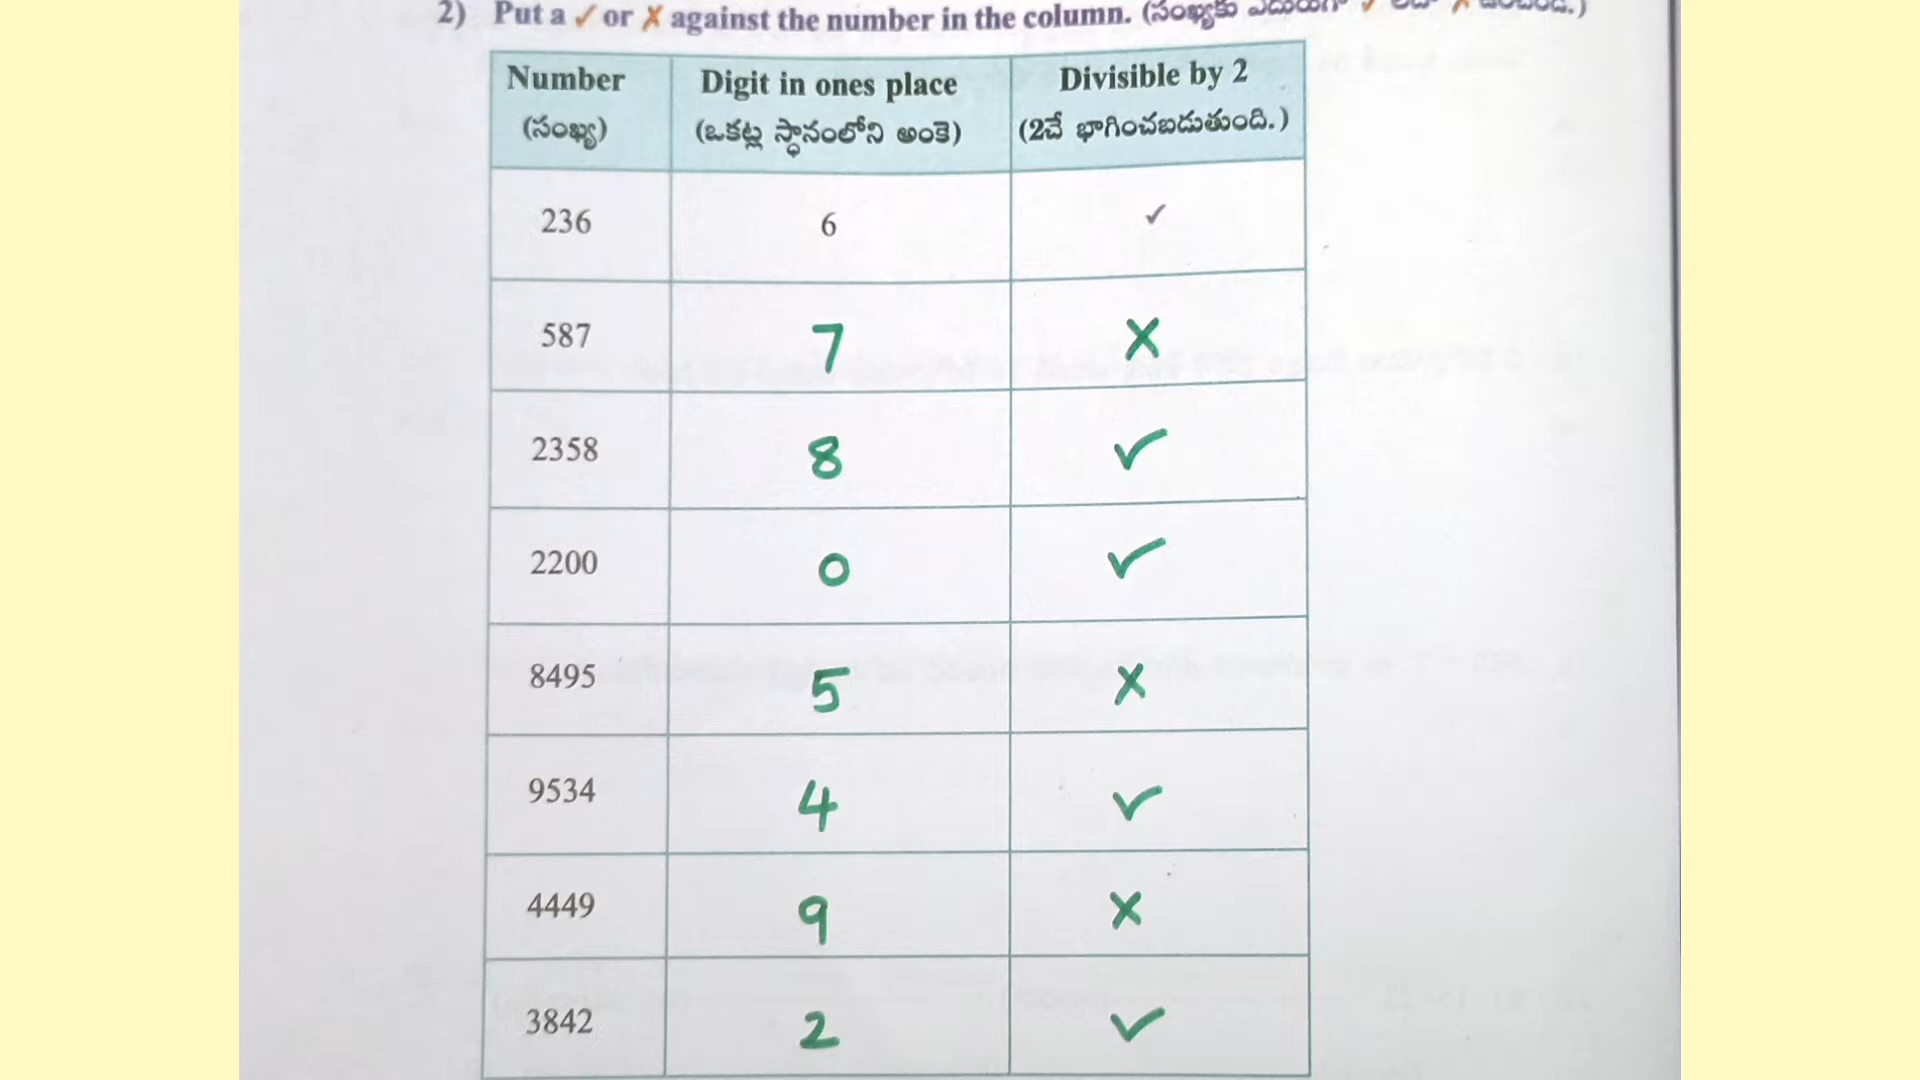 2) Put a ✓ or ✗ against the number in the column. (సంఖ్యకు
Number Digit in ones place Divisible by 2
(సంఖ్య) (ఒకట్ల స్థానంలోని అంకె) (2చే భాగించబడుతుంది.)
236 6 ✓
587 7 ✗
2358 8 ✓
2200 0 ✓
8495 5 ✗
9534 4 ✓
4449 9 ✗
3842 2 ✓